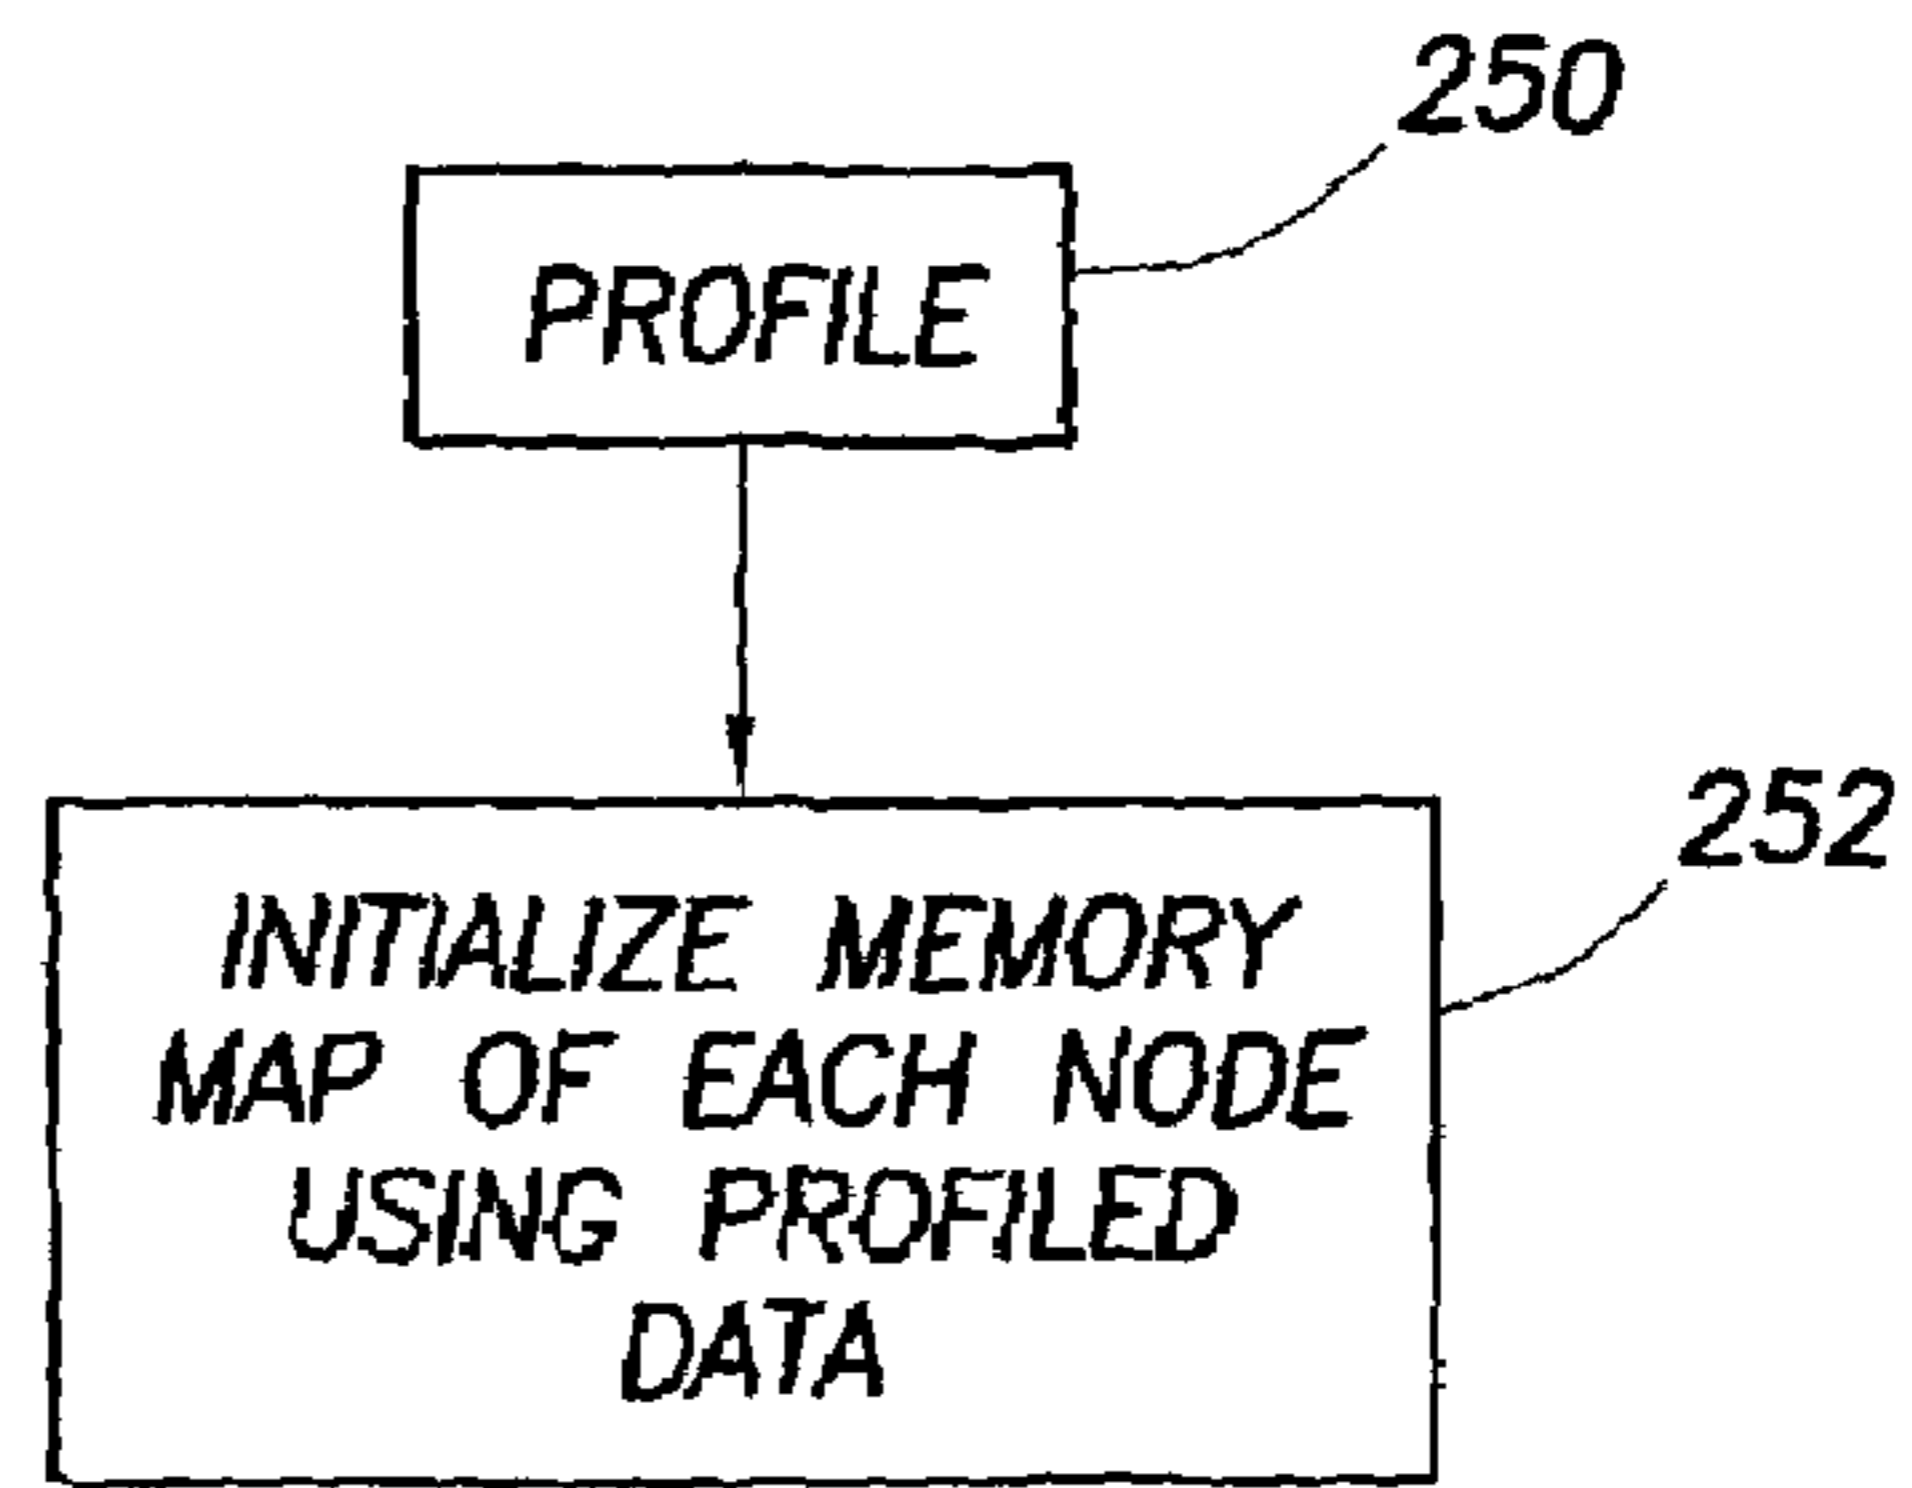 250
PROFILE
252
INITIALIZE MEMORY
MAP OF EACH NODE
USING PROFILED
DATA